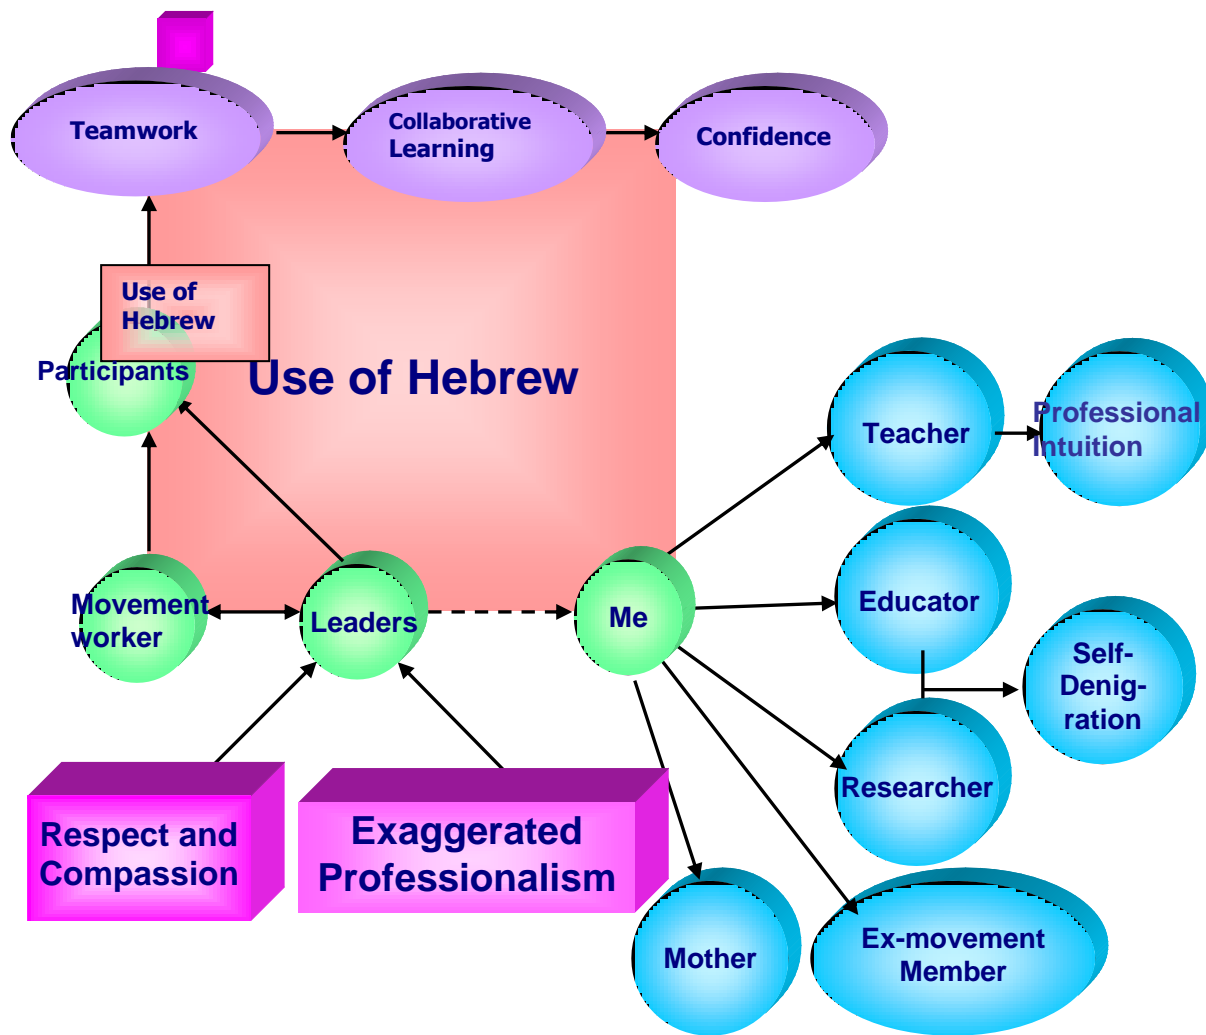 Teamwork
Collaborative
Learning
Confidence
Use of
Hebrew
Participants
Use of Hebrew
Teacher
Professional
Intuition
Movement
worker
Leaders
Me
Educator
Self-
Denig-
ration
Researcher
Respect and
Compassion
Exaggerated
Professionalism
Mother
Ex-movement
Member